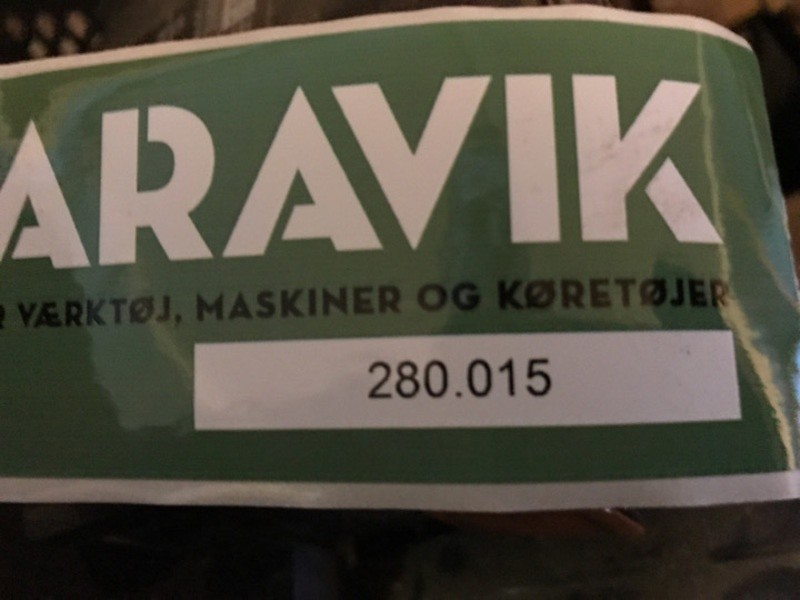 ARAVIK
VÆRKTØJ, MASKINER OG KØRETØJER
280.015